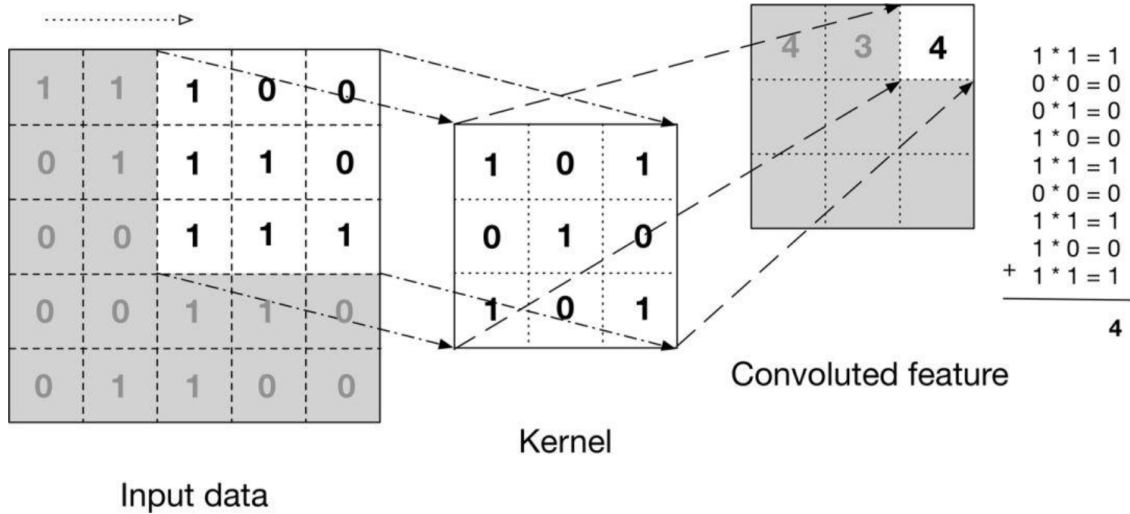 1 1 1 0 0
0 1 1 1 0
0 0 1 1 1
0 0 1 1 0
0 1 1 0 0
Input data
1 0 1
0 1 0
1 0 1
Kernel
4 3 4
Convoluted feature
1 * 1 = 1
0 * 0 = 0
0 * 1 = 0
1 * 0 = 0
1 * 1 = 1
0 * 0 = 0
1 * 1 = 1
1 * 0 = 0
+ 1 * 1 = 1
4